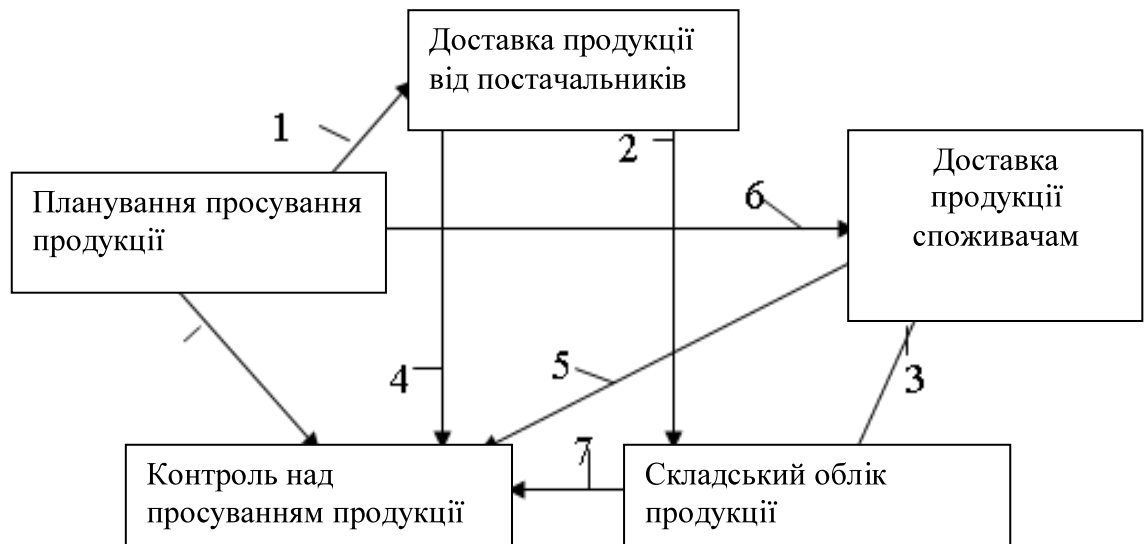 Доставка продукції
від постачальників
1
2
Доставка
продукції
споживачам
Планування просування
продукції
6
4
5
3
7
Контроль над
просуванням продукції
Складський облік
продукції